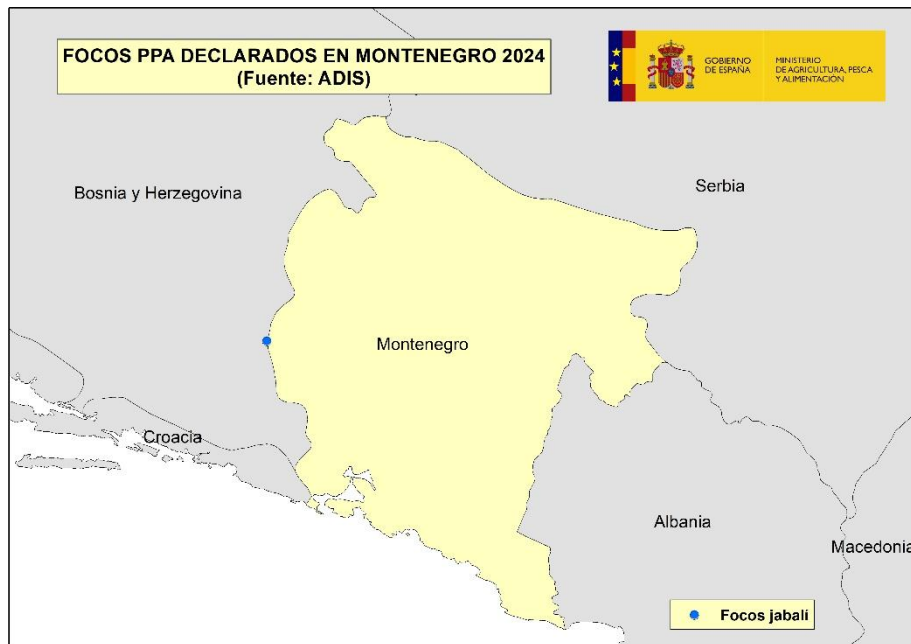 FOCOS PPA DECLARADOS EN MONTENEGRO 2024
(Fuente: ADIS)
GOBIERNO
DE ESPAÑA
MINISTERIO
DE AGRICULTURA, PESCA
Y ALIMENTACIÓN
Bosnia y Herzegovina
Serbia
Montenegro
Croacia
Albania
Macedonia
Focos jabalí